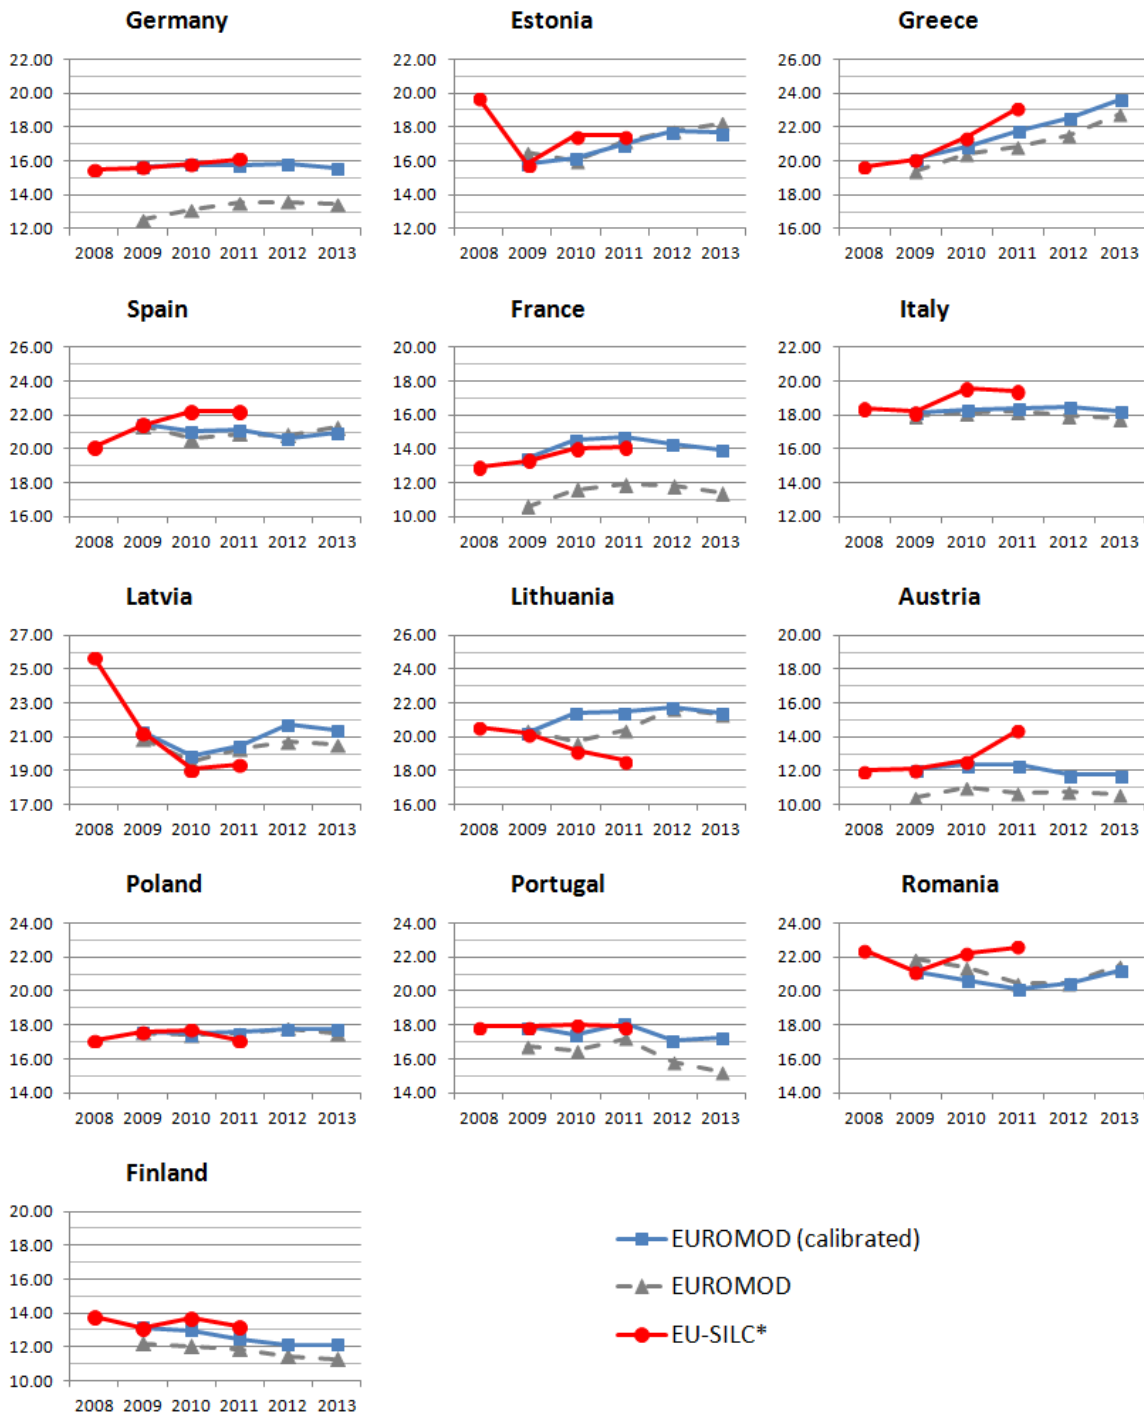 Germany Estonia Greece
22.00 22.00 26.00
20.00 20.00 24.00
18.00 18.00 22.00
16.00 16.00 20.00
14.00 14.00 18.00
12.00 12.00 16.00
2008 2009 2010 2011 2012 2013 2008 2009 2010 2011 2012 2013 2008 2009 2010 2011 2012 2013
Spain France Italy
26.00 20.00 22.00
24.00 18.00 20.00
22.00 16.00 18.00
20.00 14.00 16.00
18.00 12.00 14.00
16.00 10.00 12.00
2008 2009 2010 2011 2012 2013 2008 2009 2010 2011 2012 2013 2008 2009 2010 2011 2012 2013
Latvia Lithuania Austria
27.00 26.00 20.00
25.00 24.00 18.00
23.00 22.00 16.00
21.00 20.00 14.00
19.00 18.00 12.00
17.00 16.00 10.00
2008 2009 2010 2011 2012 2013 2008 2009 2010 2011 2012 2013 2008 2009 2010 2011 2012 2013
Poland Portugal Romania
24.00 24.00 24.00
22.00 22.00 22.00
20.00 20.00 20.00
18.00 18.00 18.00
16.00 16.00 16.00
14.00 14.00 14.00
2008 2009 2010 2011 2012 2013 2008 2009 2010 2011 2012 2013 2008 2009 2010 2011 2012 2013
Finland
20.00
18.00
16.00
14.00
12.00
10.00
2008 2009 2010 2011 2012 2013
EUROMOD (calibrated)
EUROMOD
EU-SILC*